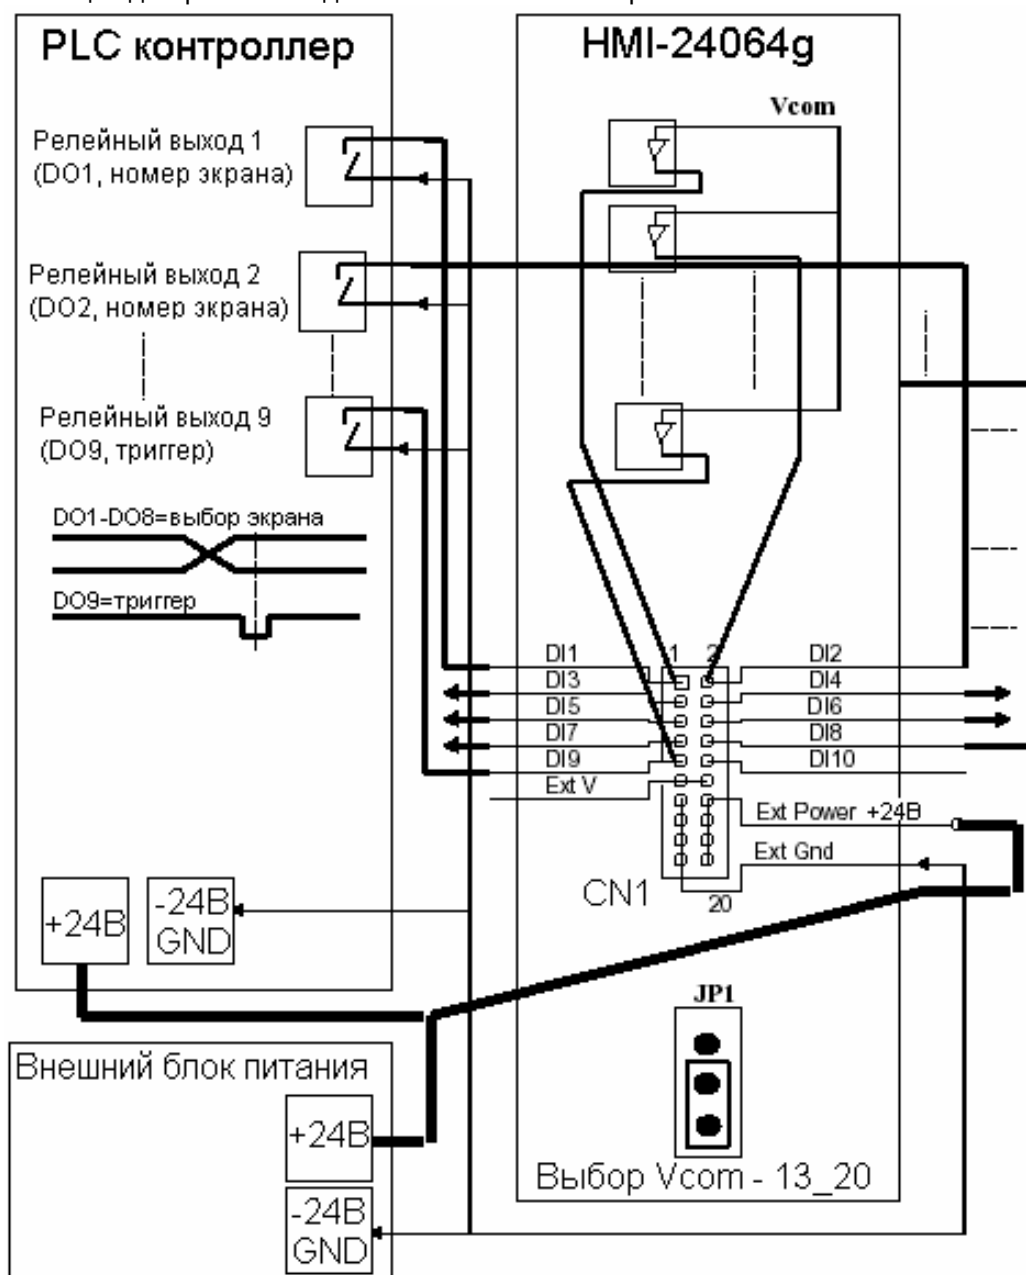 PLC контроллер
HMI-24064g
Vcom
Релейный выход 1
(DO1, номер экрана)
Релейный выход 2
(DO2, номер экрана)
Релейный выход 9
(DO9, триггер)
DO1-DO8=выбор экрана
DO9=триггер
1 2
DI1 DI2
DI3 DI4
DI5 DI6
DI7 DI8
DI9 DI10
Ext V
Ext Power +24В
Ext Gnd
CN1
20
+24В
-24В
GND
JP1
Внешний блок питания
+24В
Выбор Vcom - 13_20
-24В
GND